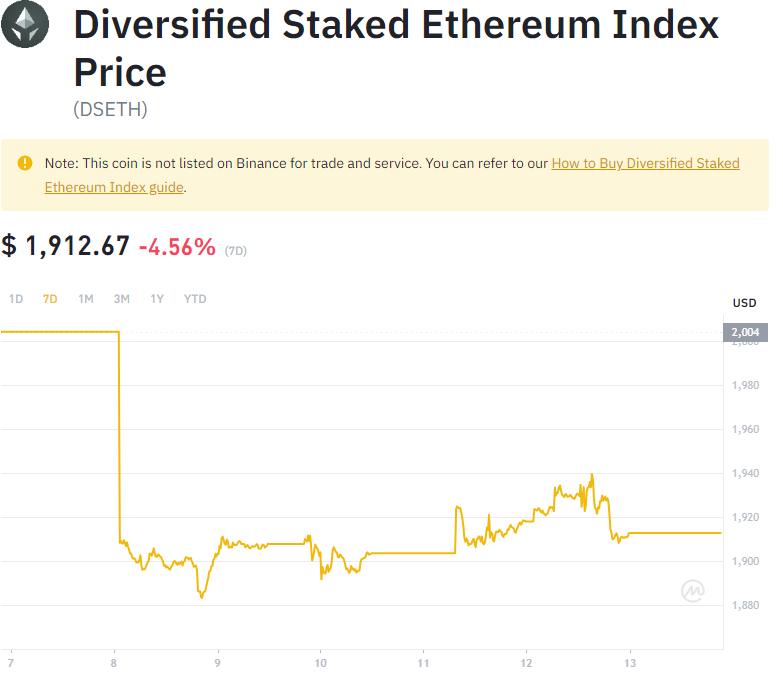 Diversified Staked Ethereum Index
Price
(DSETH)
Note: This coin is not listed on Binance for trade and service. You can refer to our How to Buy Diversified Staked
Ethereum Index guide.
$ 1,912.67 -4.56% (7D)
1D 7D 1M 3M 1Y YTD
USD
2,004
2,000
1,980
1,960
1,940
1,920
1,900
1,880
7 8 9 10 11 12 13